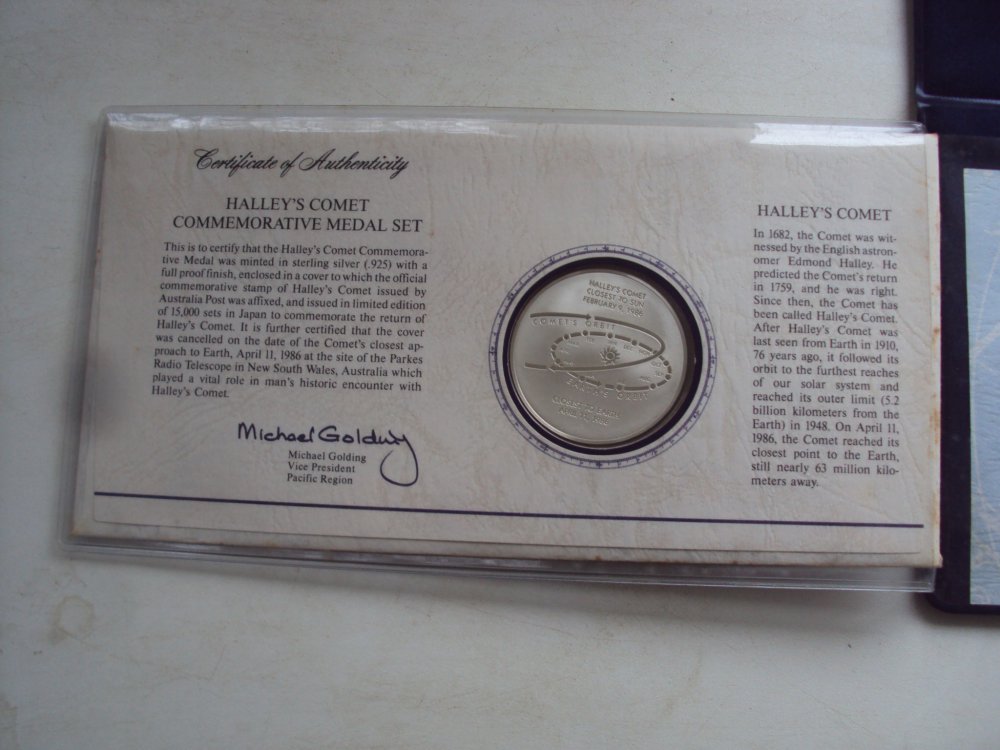 Certificate of Authenticity
HALLEY'S COMET
COMMEMORATIVE MEDAL SET
This is to certify that the Halley's Comet Commemora-
tive Medal was minted in sterling silver (.925) with a
full proof finish, enclosed in a cover to which the official
commemorative stamp of Halley's Comet issued by
Australia Post was affixed, and issued in limited edition
of 15,000 sets in Japan to commemorate the return of
Halley's Comet. It is further certified that the cover
was cancelled on the date of the Comet's closest ap-
proach to Earth, April 11, 1986 at the site of the Parkes
Radio Telescope in New South Wales, Australia which
played a vital role in man's historic encounter with
Halley's Comet.
Michael Golding
Michael Golding
Vice President
Pacific Region
HALLEY'S COMET
CLOSEST TO SUN
FEBRUARY 9, 1986
COMET'S ORBIT
EARTH'S ORBIT
CLOSEST TO EARTH
APRIL 11, 1986
HALLEY'S COMET
In 1682, the Comet was wit-
nessed by the English astron-
omer Edmond Halley. He
predicted the Comet's return
in 1759, and he was right.
Since then, the Comet has
been called Halley's Comet.
After Halley's Comet was
last seen from Earth in 1910,
76 years ago, it followed its
orbit to the furthest reaches
of our solar system and
reached its outer limit (5.2
billion kilometers from the
Earth) in 1948. On April 11,
1986, the Comet reached its
closest point to the Earth,
still nearly 63 million kilo-
meters away.